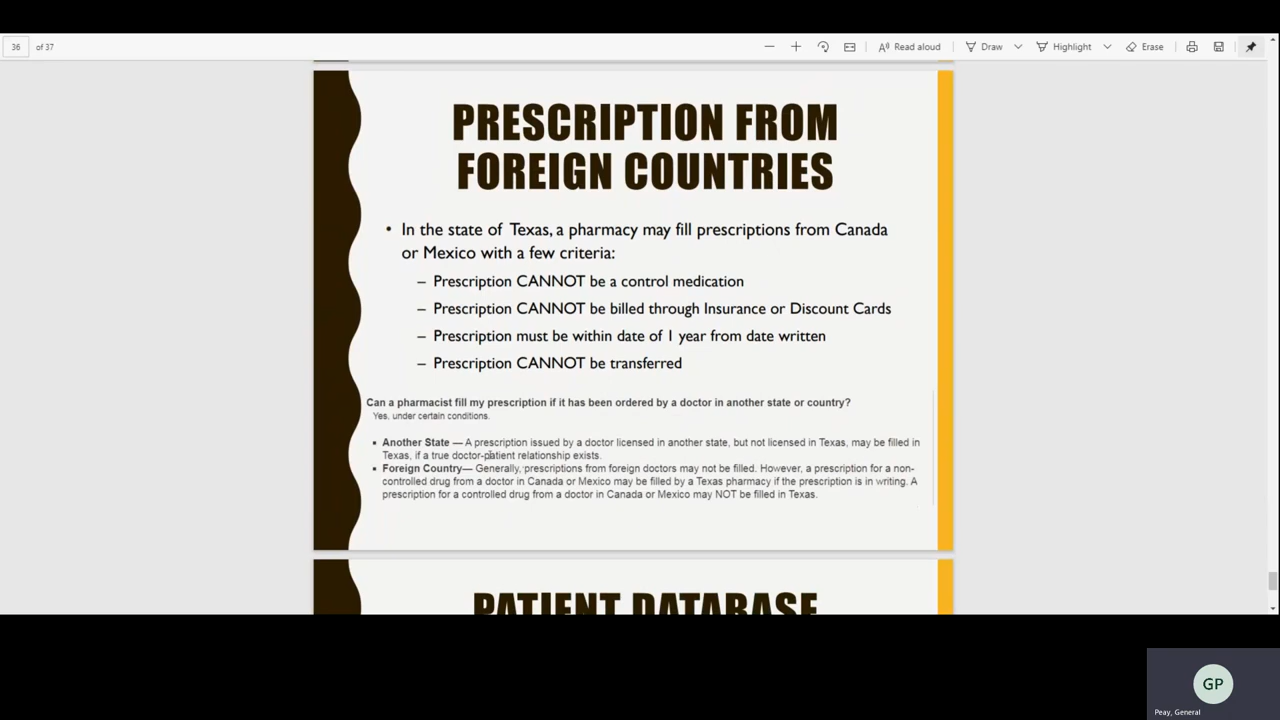 36 of 37
Read aloud
Draw
Highlight
Erase
PRESCRIPTION FROM
FOREIGN COUNTRIES
• In the state of Texas, a pharmacy may fill prescriptions from Canada
or Mexico with a few criteria:
– Prescription CANNOT be a control medication
– Prescription CANNOT be billed through Insurance or Discount Cards
– Prescription must be within date of 1 year from date written
– Prescription CANNOT be transferred
Can a pharmacist fill my prescription if it has been ordered by a doctor in another state or country?
Yes, under certain conditions.
▪ Another State — A prescription issued by a doctor licensed in another state, but not licensed in Texas, may be filled in
Texas, if a true doctor-patient relationship exists.
▪ Foreign Country— Generally, prescriptions from foreign doctors may not be filled. However, a prescription for a non-
controlled drug from a doctor in Canada or Mexico may be filled by a Texas pharmacy if the prescription is in writing. A
prescription for a controlled drug from a doctor in Canada or Mexico may NOT be filled in Texas.
PATIENT DATABASE
GP
Peay, General